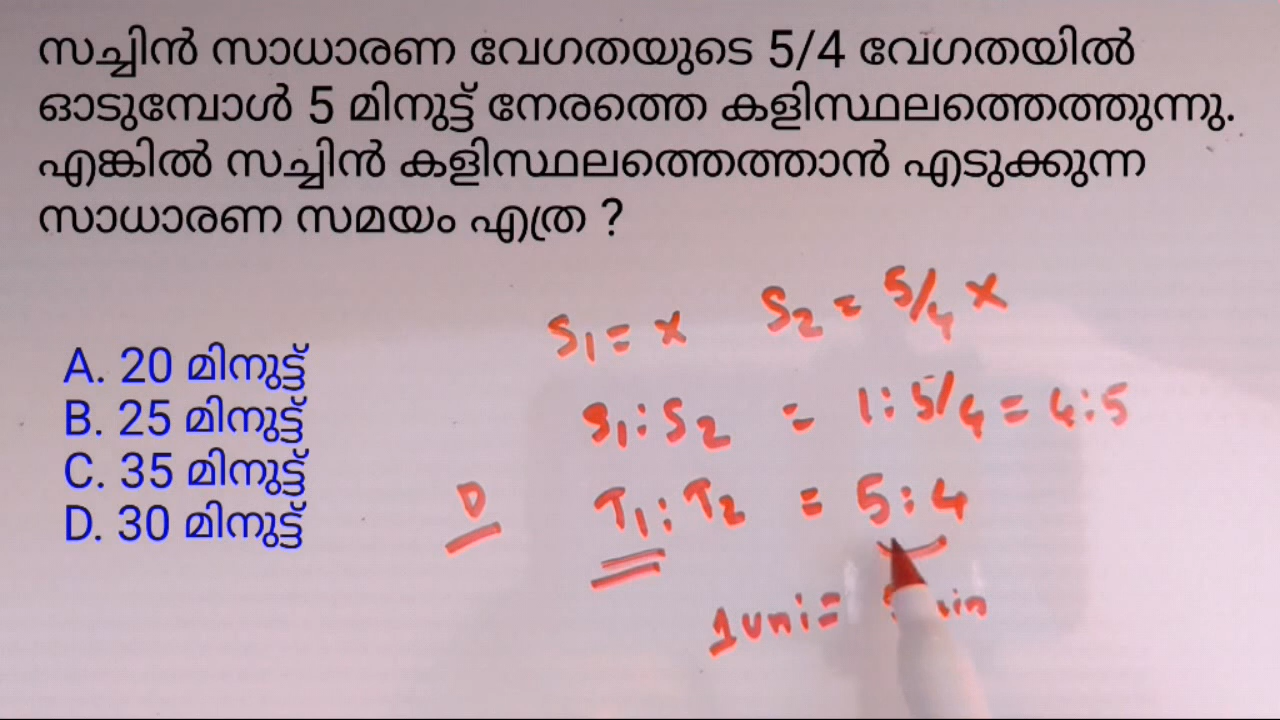 സച്ചിൻ സാധാരണ വേഗതയുടെ 5/4 വേഗതയിൽ
ഓടുമ്പോൾ 5 മിനുട്ട് നേരത്തെ കളിസ്ഥലത്തെത്തുന്നു.
എങ്കിൽ സച്ചിൻ കളിസ്ഥലത്തെത്താൻ എടുക്കുന്ന
സാധാരണ സമയം എത്ര ?
S₁ = x S₂ = 5/4 x
A. 20 മിനുട്ട്
B. 25 മിനുട്ട്
S₁ : S₂ = 1 : 5/4 = 4 : 5
C. 35 മിനുട്ട്
D. 30 മിനുട്ട്
D T₁ : T₂ = 5 : 4
1 uni =